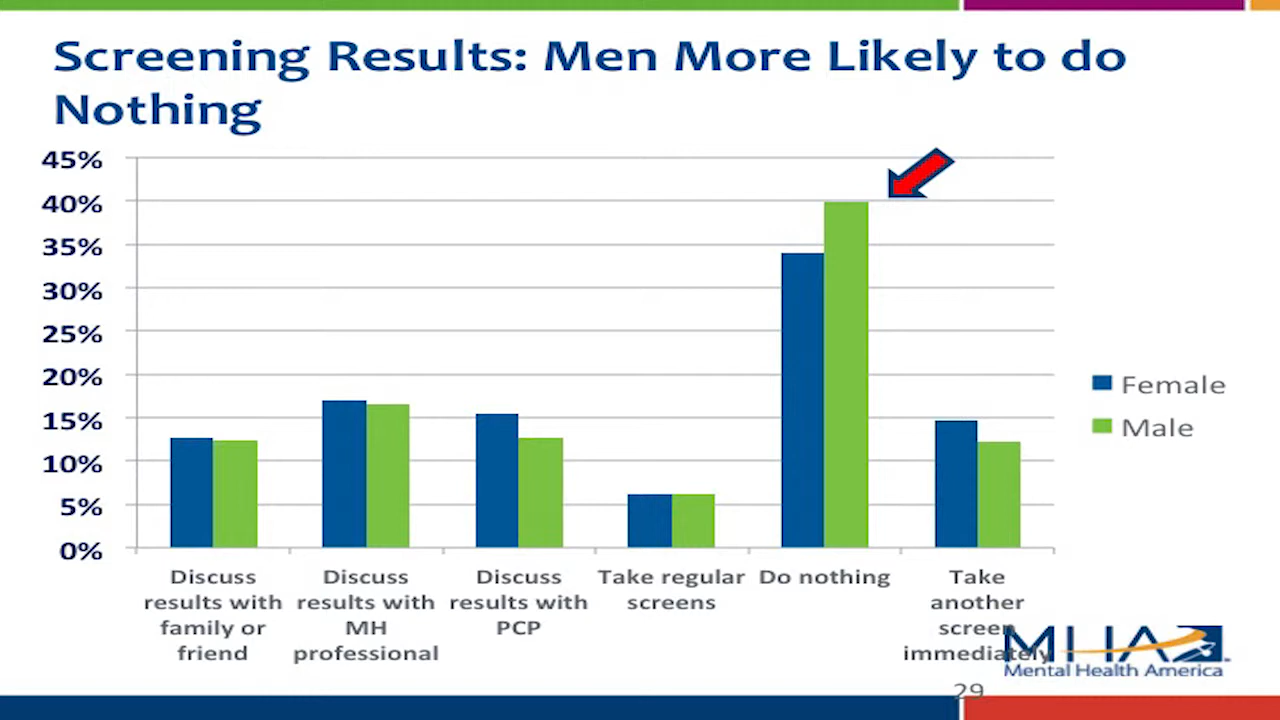 Screening Results: Men More Likely to do
Nothing
45%
40%
35%
30%
25%
20%
15%
10%
5%
0%
Female
Male
Discuss
results with
family or
friend
Discuss
results with
MH
professional
Discuss
results with
PCP
Take regular
screens
Do nothing
Take
another
screen
immediately
MHA
Mental Health America
29